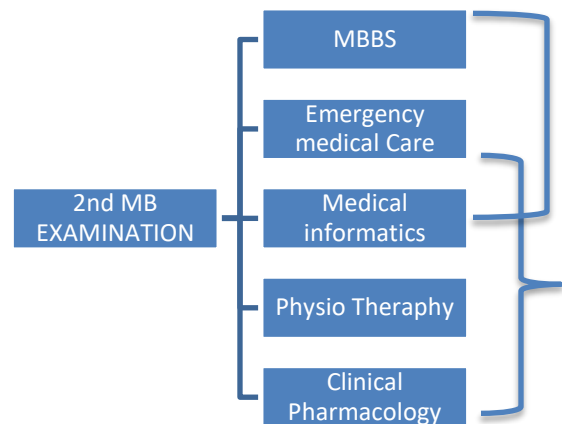 2nd MB
EXAMINATION
MBBS
Emergency
medical Care
Medical
informatics
Physio Theraphy
Clinical
Pharmacology